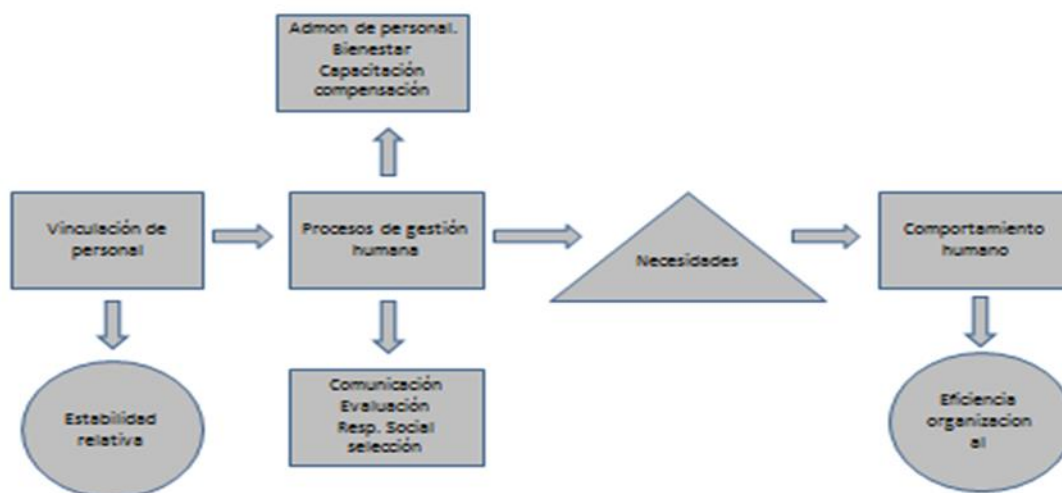 Admon de personal.
Bienestar
Capacitación
compensación
Vinculación de
personal
Procesos de gestión
humana
Necesidades
Comportamiento
humano
Estabilidad
relativa
Comunicación
Evaluación
Resp. Social
selección
Eficiencia
organizacion
al